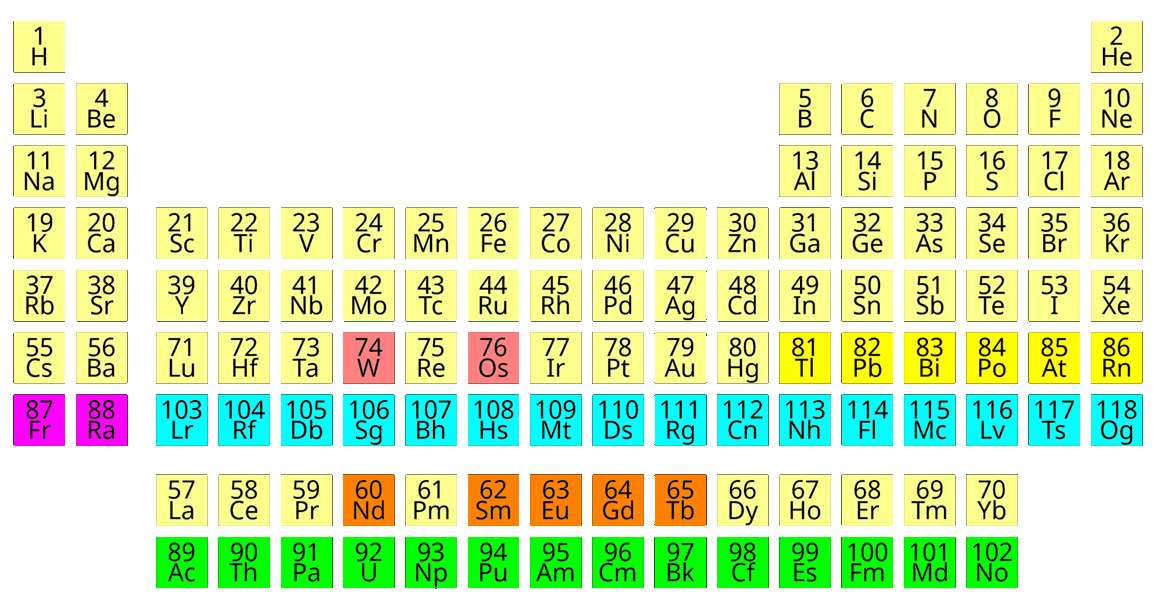 1 2
H He
3 4 5 6 7 8 9 10
Li Be B C N O F Ne
11 12 13 14 15 16 17 18
Na Mg Al Si P S Cl Ar
19 20 21 22 23 24 25 26 27 28 29 30 31 32 33 34 35 36
K Ca Sc Ti V Cr Mn Fe Co Ni Cu Zn Ga Ge As Se Br Kr
37 38 39 40 41 42 43 44 45 46 47 48 49 50 51 52 53 54
Rb Sr Y Zr Nb Mo Tc Ru Rh Pd Ag Cd In Sn Sb Te I Xe
55 56 71 72 73 74 75 76 77 78 79 80 81 82 83 84 85 86
Cs Ba Lu Hf Ta W Re Os Ir Pt Au Hg Tl Pb Bi Po At Rn
87 88 103 104 105 106 107 108 109 110 111 112 113 114 115 116 117 118
Fr Ra Lr Rf Db Sg Bh Hs Mt Ds Rg Cn Nh Fl Mc Lv Ts Og
57 58 59 60 61 62 63 64 65 66 67 68 69 70
La Ce Pr Nd Pm Sm Eu Gd Tb Dy Ho Er Tm Yb
89 90 91 92 93 94 95 96 97 98 99 100 101 102
Ac Th Pa U Np Pu Am Cm Bk Cf Es Fm Md No